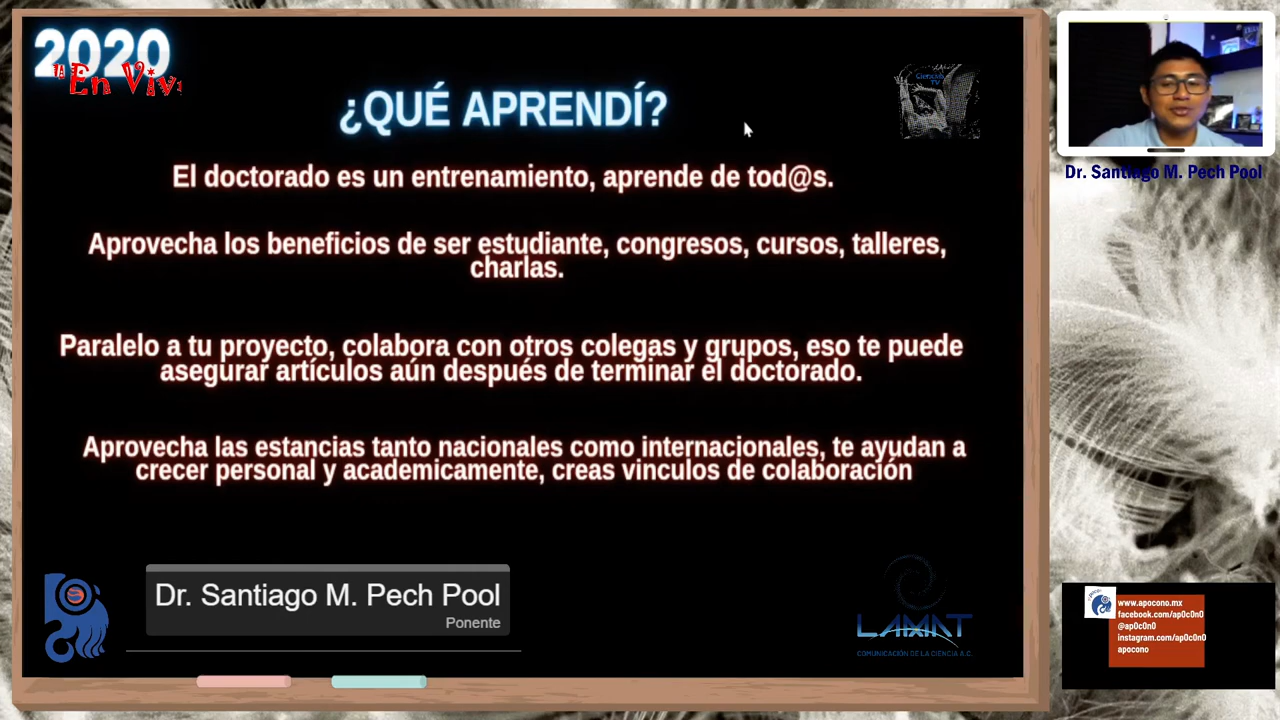 2020
"En Viv
¿QUÉ APRENDÍ?
CienciaTV
El doctorado es un entrenamiento, aprende de tod@s.
Aprovecha los beneficios de ser estudiante, congresos, cursos, talleres,
charlas.
Paralelo a tu proyecto, colabora con otros colegas y grupos, eso te puede
asegurar artículos aún después de terminar el doctorado.
Aprovecha las estancias tanto nacionales como internacionales, te ayudan a
crecer personal y academicamente, creas vinculos de colaboración
Dr. Santiago M. Pech Pool
Ponente
LAMAT
COMUNICACIÓN DE LA CIENCIA A.C.
Dr. Santiago M. Pech Pool
www.apocono.mx
facebook.com/ap0c0n0
@ap0c0n0
instagram.com/ap0c0n0
apocono